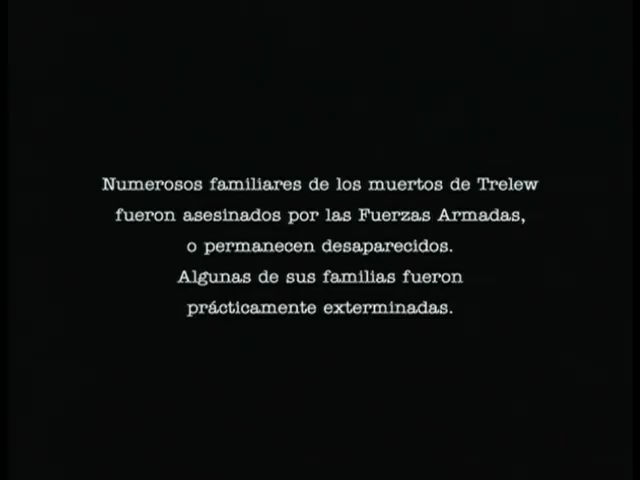 Numerosos familiares de los muertos de Trelew
fueron asesinados por las Fuerzas Armadas,
o permanecen desaparecidos.
Algunas de sus familias fueron
prácticamente exterminadas.